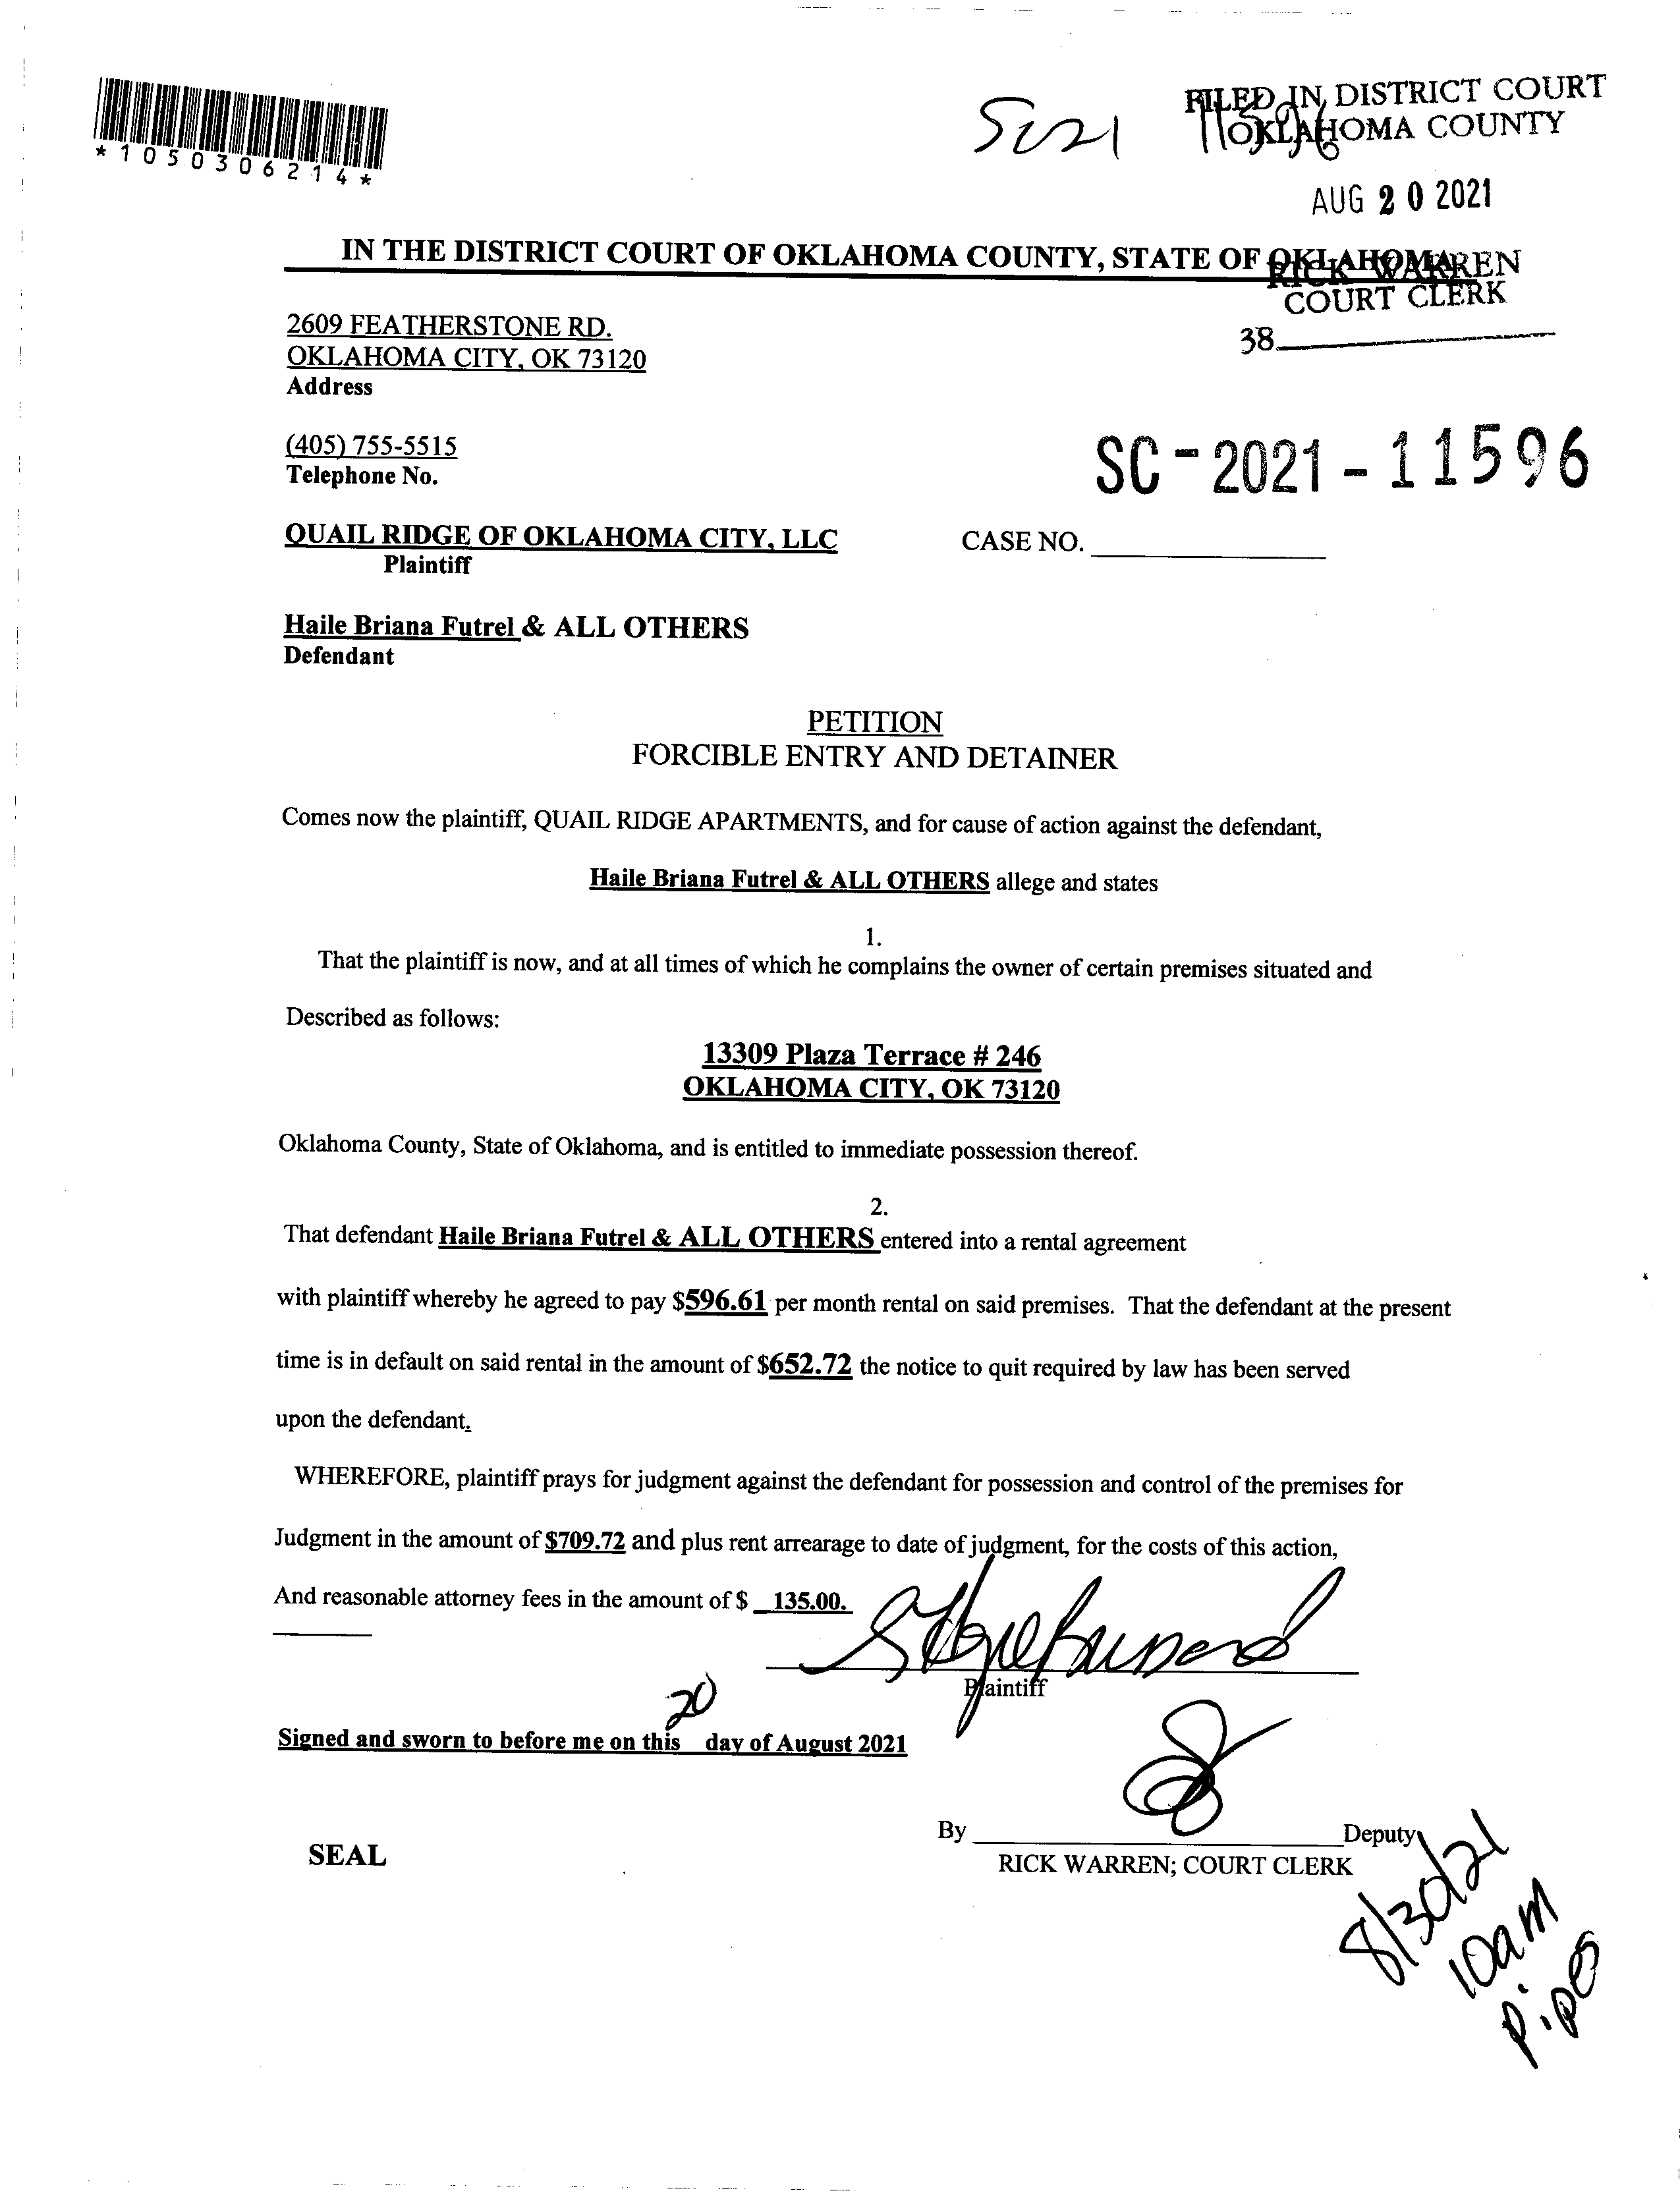 *1050306214*
SC21 11596
FILED IN DISTRICT COURT
OKLAHOMA COUNTY
AUG 20 2021
IN THE DISTRICT COURT OF OKLAHOMA COUNTY, STATE OF OKLAHOMA
RICK WARREN
COURT CLERK
38
2609 FEATHERSTONE RD.
OKLAHOMA CITY, OK 73120
Address
(405) 755-5515
Telephone No.
SC-2021-11596
QUAIL RIDGE OF OKLAHOMA CITY, LLC
Plaintiff
CASE NO.
Haile Briana Futrel & ALL OTHERS
Defendant
PETITION
FORCIBLE ENTRY AND DETAINER
Comes now the plaintiff, QUAIL RIDGE APARTMENTS, and for cause of action against the defendant,
Haile Briana Futrel & ALL OTHERS allege and states
1.
That the plaintiff is now, and at all times of which he complains the owner of certain premises situated and
Described as follows:
13309 Plaza Terrace # 246
OKLAHOMA CITY, OK 73120
Oklahoma County, State of Oklahoma, and is entitled to immediate possession thereof.
2.
That defendant Haile Briana Futrel & ALL OTHERS entered into a rental agreement
with plaintiff whereby he agreed to pay $596.61 per month rental on said premises. That the defendant at the present
time is in default on said rental in the amount of $652.72 the notice to quit required by law has been served
upon the defendant.
WHEREFORE, plaintiff prays for judgment against the defendant for possession and control of the premises for
Judgment in the amount of $709.72 and plus rent arrearage to date of judgment, for the costs of this action,
And reasonable attorney fees in the amount of $ 135.00.
Plaintiff
Signed and sworn to before me on this 20 day of August 2021
By Deputy
SEAL
RICK WARREN; COURT CLERK
8/30/21
10am